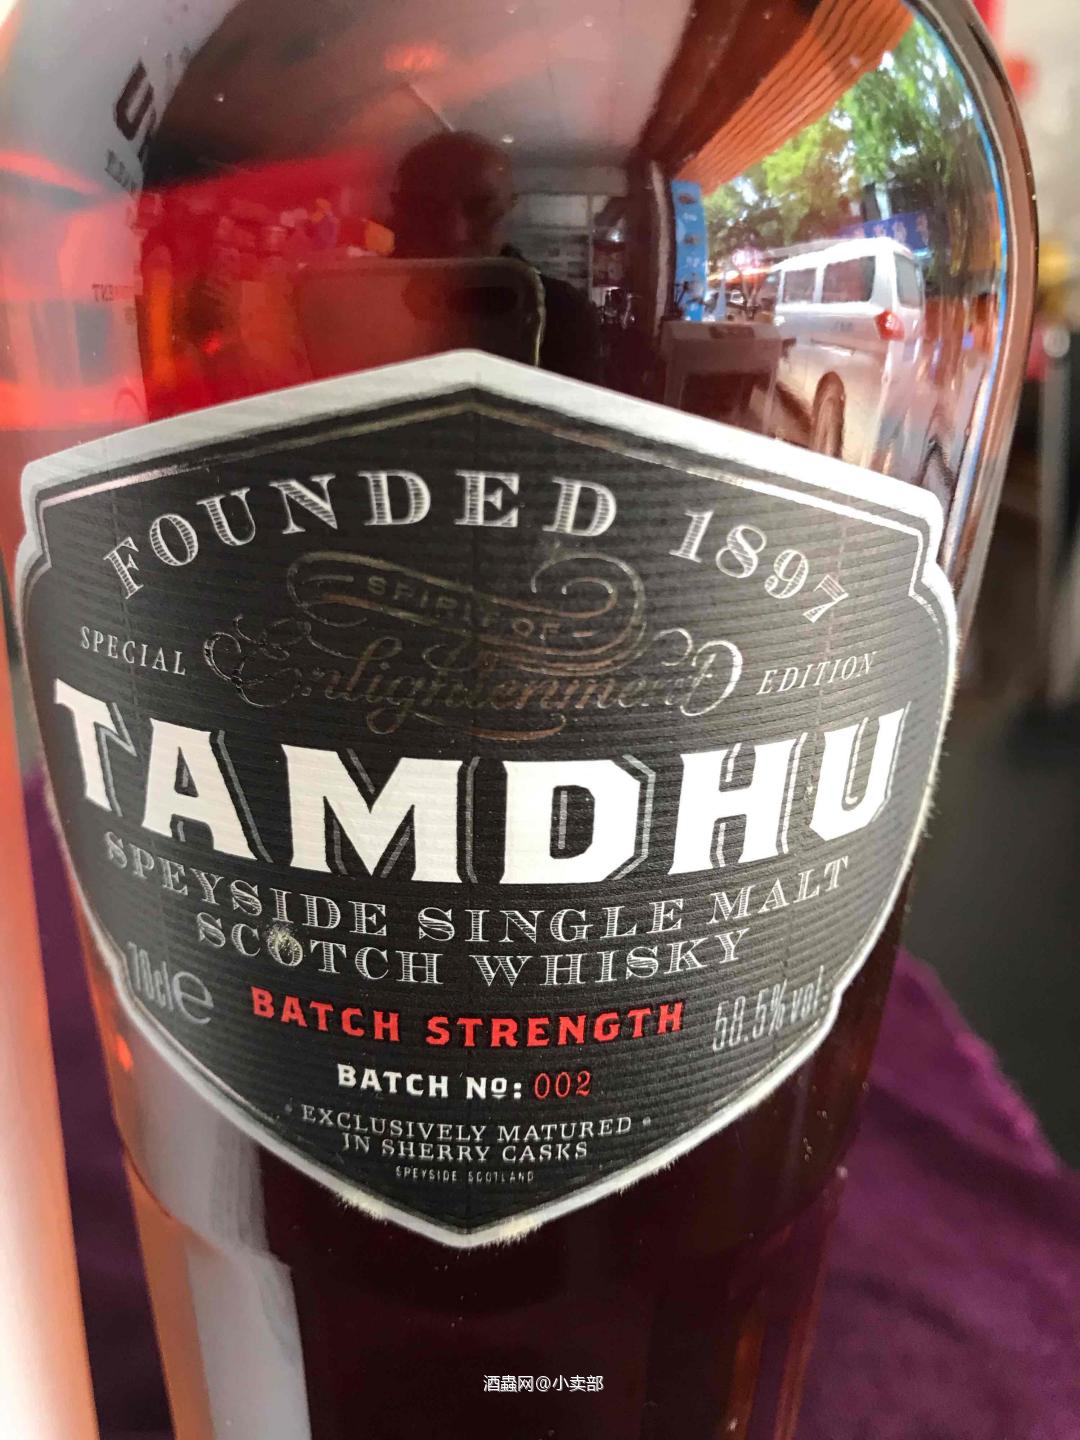 FOUNDED 1897
SPIRIT OF
Enlightenment
SPECIAL
EDITION
TAMDHU
SPEYSIDE SINGLE MALT
SCOTCH WHISKY
70cl e
BATCH STRENGTH
58.5% vol.
BATCH Nº: 002
EXCLUSIVELY MATURED
IN SHERRY CASKS
SPEYSIDE SCOTLAND
酒蟲网@小卖部